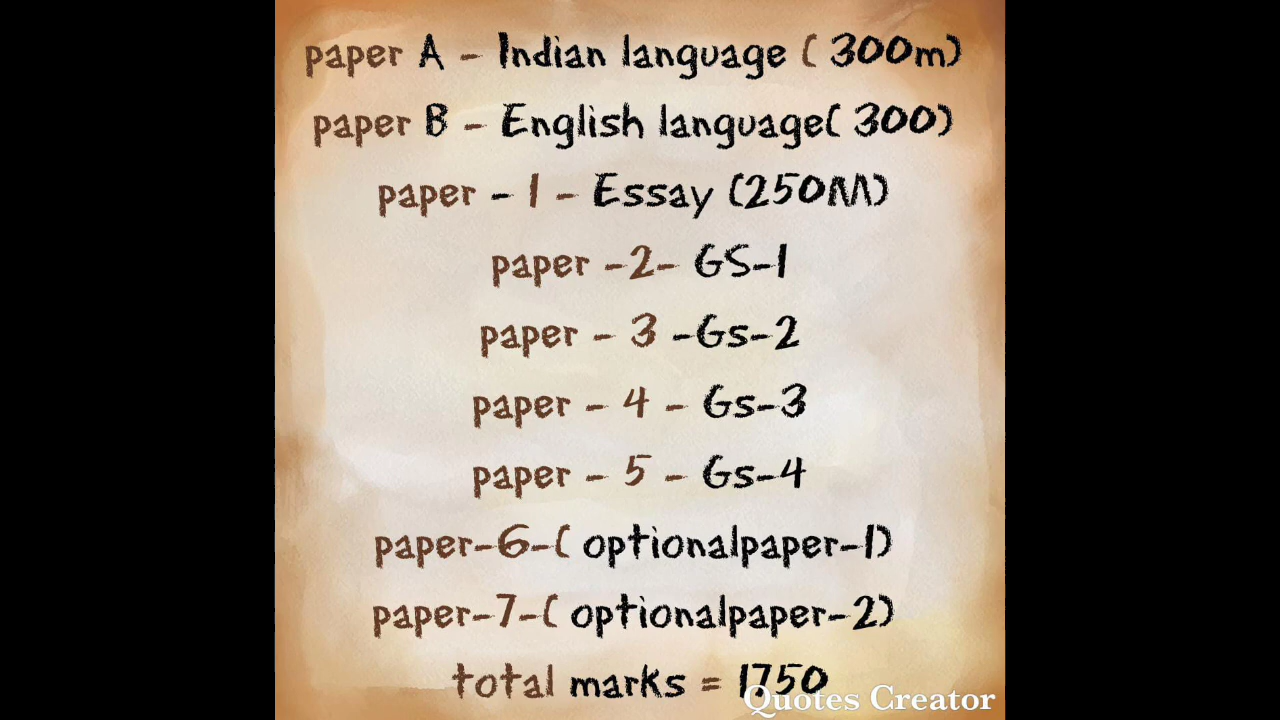 paper A - Indian language ( 300m)
paper B - English language( 300)
paper - 1 - Essay (250M)
paper -2- GS-1
paper - 3 -Gs-2
paper - 4 - Gs-3
paper - 5 - Gs-4
paper-6-( optionalpaper-1)
paper-7-( optionalpaper-2)
total marks = 1750
Quotes Creator